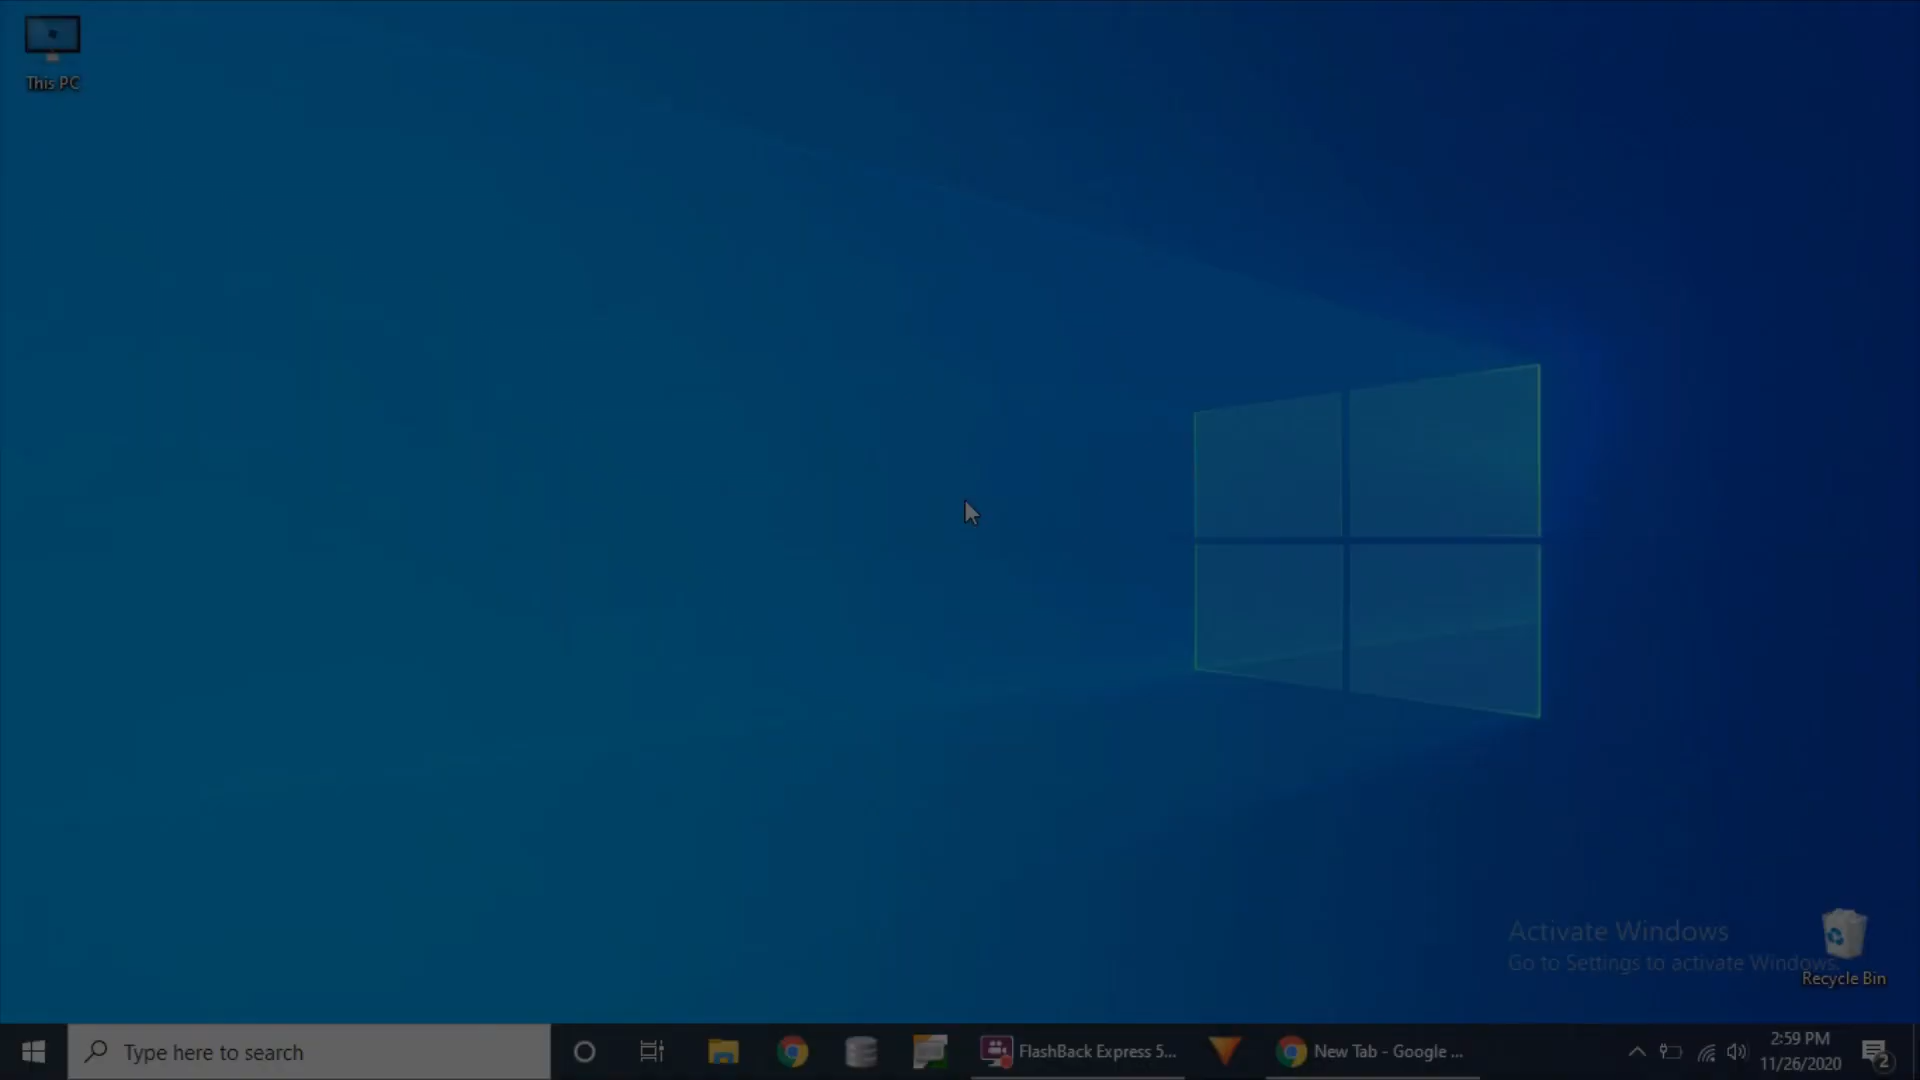 This PC
Activate Windows
Go to Settings to activate Windows.
Recycle Bin
Type here to search
FlashBack Express 5...
New Tab - Google ...
2:59 PM
11/26/2020
2